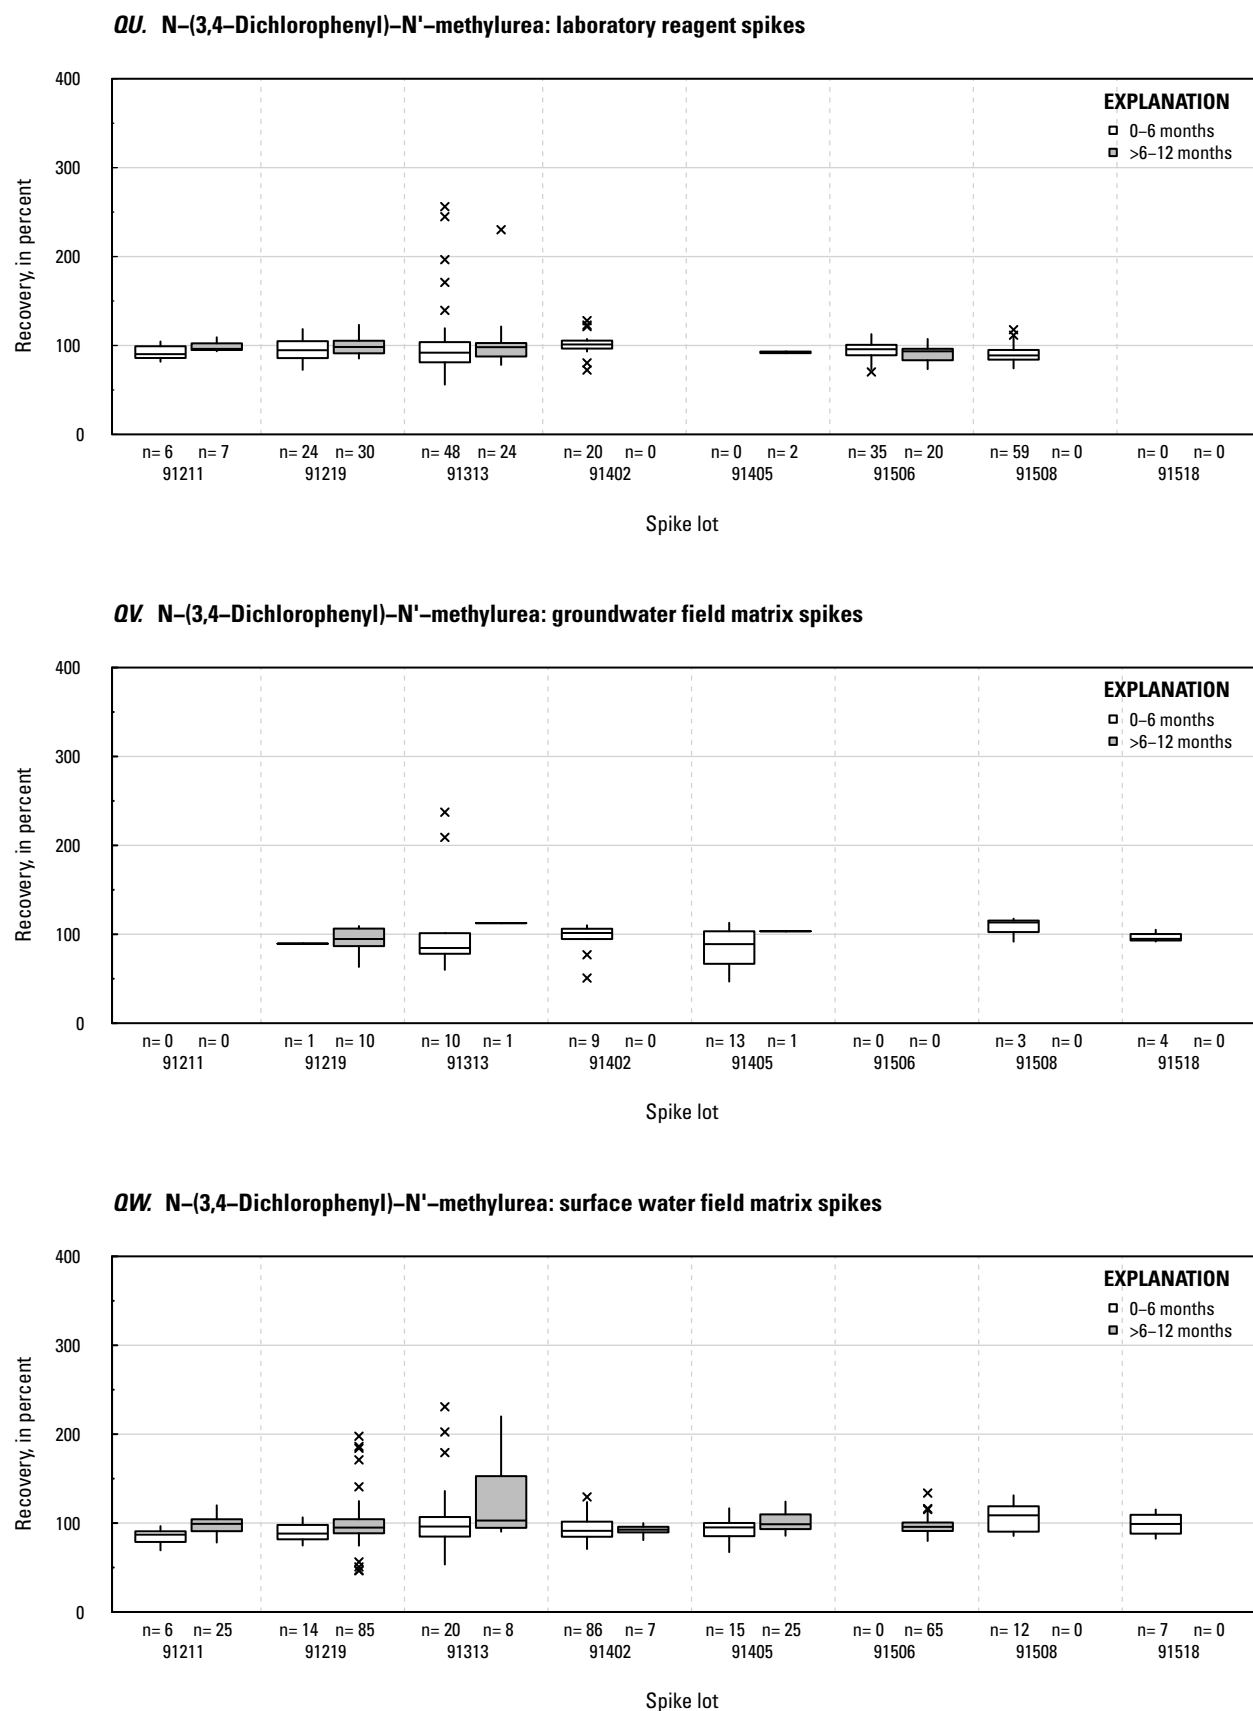 QU. N–(3,4–Dichlorophenyl)–N'–methylurea: laboratory reagent spikes
400
300
200
100
0
Recovery, in percent
EXPLANATION
0–6 months
>6–12 months
n= 6 n= 7 n= 24 n= 30 n= 48 n= 24 n= 20 n= 0 n= 0 n= 2 n= 35 n= 20 n= 59 n= 0 n= 0 n= 0
91211 91219 91313 91402 91405 91506 91508 91518
Spike lot
QV. N–(3,4–Dichlorophenyl)–N'–methylurea: groundwater field matrix spikes
400
300
200
100
0
Recovery, in percent
EXPLANATION
0–6 months
>6–12 months
n= 0 n= 0 n= 1 n= 10 n= 10 n= 1 n= 9 n= 0 n= 13 n= 1 n= 0 n= 0 n= 3 n= 0 n= 4 n= 0
91211 91219 91313 91402 91405 91506 91508 91518
Spike lot
QW. N–(3,4–Dichlorophenyl)–N'–methylurea: surface water field matrix spikes
400
300
200
100
0
Recovery, in percent
EXPLANATION
0–6 months
>6–12 months
n= 6 n= 25 n= 14 n= 85 n= 20 n= 8 n= 86 n= 7 n= 15 n= 25 n= 0 n= 65 n= 12 n= 0 n= 7 n= 0
91211 91219 91313 91402 91405 91506 91508 91518
Spike lot